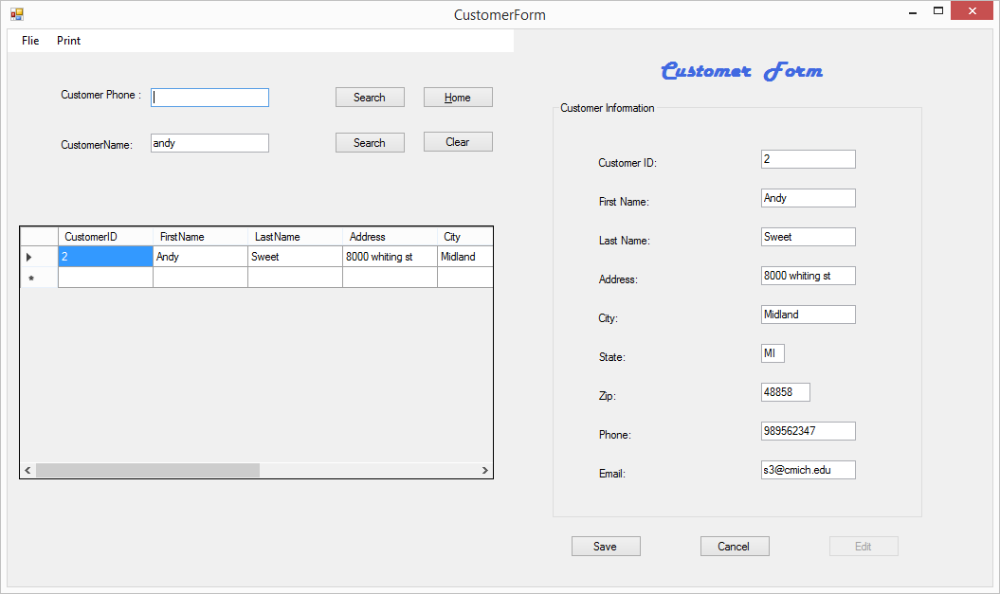 CustomerForm
Flie Print
Customer Form
Customer Phone : Search Home
CustomerName: andy Search Clear
CustomerID FirstName LastName Address City
2 Andy Sweet 8000 whiting st Midland
Customer Information
Customer ID: 2
First Name: Andy
Last Name: Sweet
Address: 8000 whiting st
City: Midland
State: MI
Zip: 48858
Phone: 989562347
Email: s3@cmich.edu
Save Cancel Edit